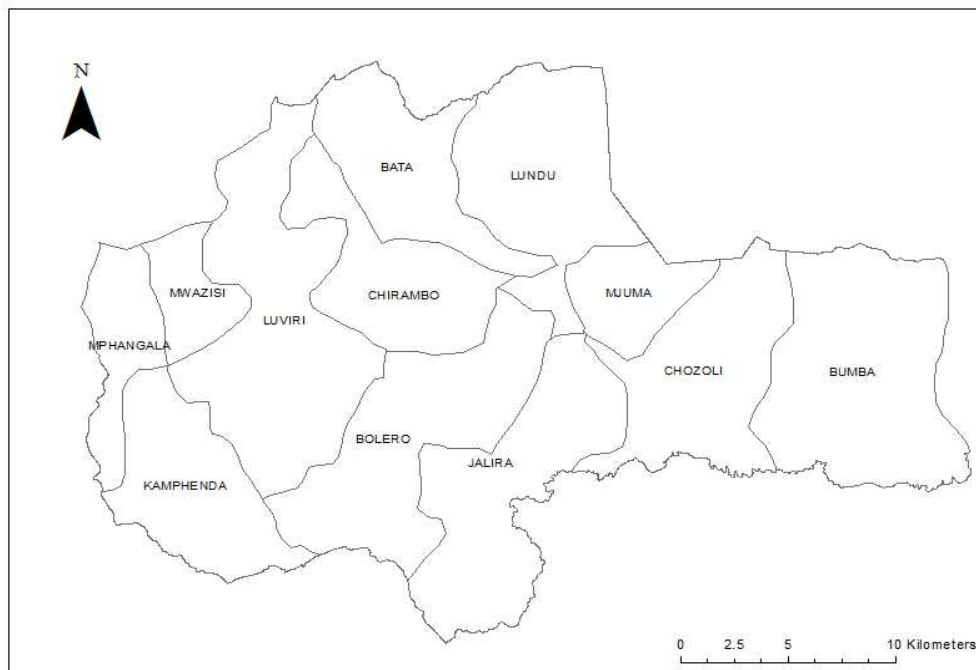 N
BATA
LUNDU
MWAZISI
CHIRAMBO
MJUMA
LUVIRI
MPHANGALA
CHOZOLI
BUMBA
BOLERO
JALIRA
KAMPHENDA
0 2.5 5 10 Kilometers